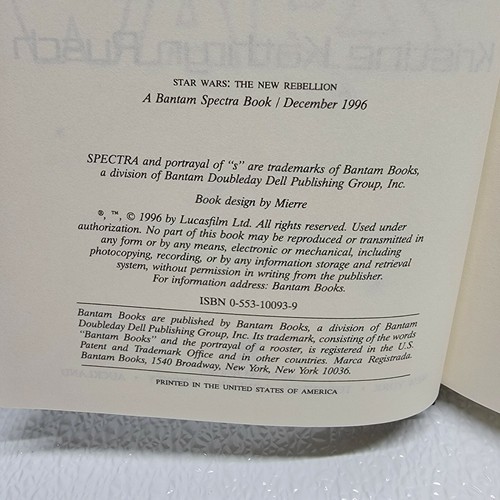 STAR WARS: THE NEW REBELLION
A Bantam Spectra Book / December 1996
SPECTRA and portrayal of "s" are trademarks of Bantam Books,
a division of Bantam Doubleday Dell Publishing Group, Inc.
Book design by Mierre
®, ™, © 1996 by Lucasfilm Ltd. All rights reserved. Used under
authorization. No part of this book may be reproduced or transmitted in
any form or by any means, electronic or mechanical, including
photocopying, recording, or by any information storage and retrieval
system, without permission in writing from the publisher.
For information address: Bantam Books.
ISBN 0-553-10093-9
Bantam Books are published by Bantam Books, a division of Bantam
Doubleday Dell Publishing Group, Inc. Its trademark, consisting of the words
"Bantam Books" and the portrayal of a rooster, is registered in the U.S.
Patent and Trademark Office and in other countries. Marca Registrada.
Bantam Books, 1540 Broadway, New York, New York 10036.
PRINTED IN THE UNITED STATES OF AMERICA